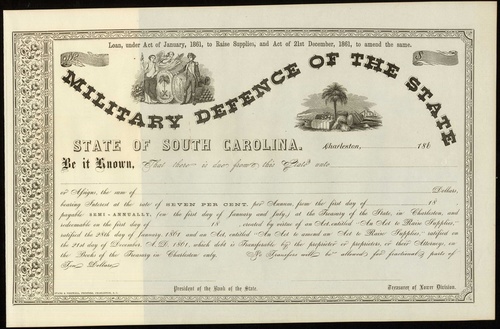 Loan, under Act of January, 1861, to Raise Supplies, and Act of 21st December, 1861, to amend the same.
MILITARY DEFENCE OF THE STATE
STATE OF SOUTH CAROLINA.
Charleston, 186
Be it Known, That there is due from this State unto
or Assigns, the sum of Dollars,
bearing Interest at the rate of SEVEN PER CENT. per Annum from the first day of 18
payable SEMI-ANNUALLY, (on the first day of January and July,) at the Treasury of the State, in Charleston, and
redeemable on the first day of 18 , created by virtue of an Act, entitled "An Act to Raise Supplies,"
ratified the 28th day of January, 1861 and an Act, entitled "An Act to amend an Act to Raise Supplies," ratified on
the 21st day of December A.D. 1861, which debt is Transferable by the proprietor or proprietors, or their Attorney, on
the Books of the Treasury in Charleston only. No Transfer will be allowed for fractional parts of
Ten Dollars.
President of the Bank of the State. Treasurer of Lower Division.